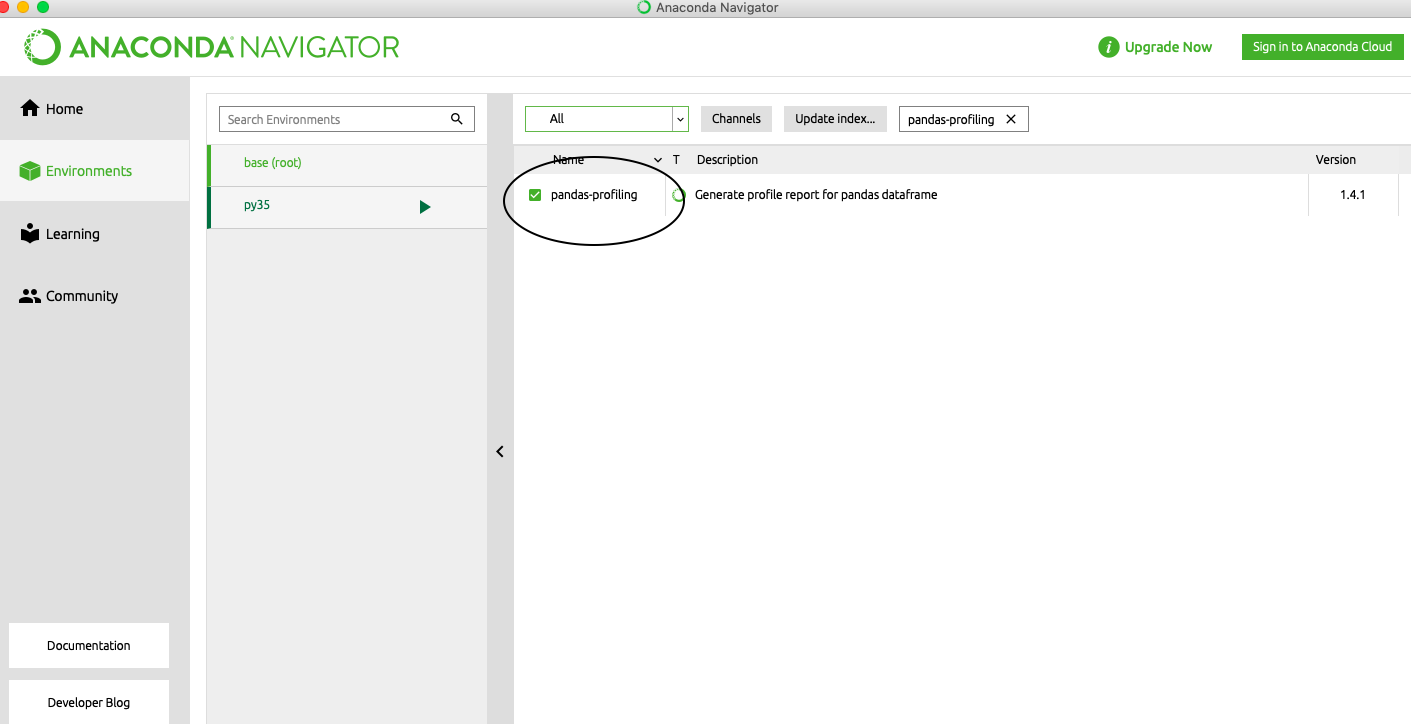 Anaconda Navigator
ANACONDA NAVIGATOR
i Upgrade Now
Sign in to Anaconda Cloud
Home
Environments
Learning
Community
Documentation
Developer Blog
Search Environments
base (root)
py35
All
Channels
Update index...
pandas-profiling
Name T Description Version
pandas-profiling Generate profile report for pandas dataframe 1.4.1